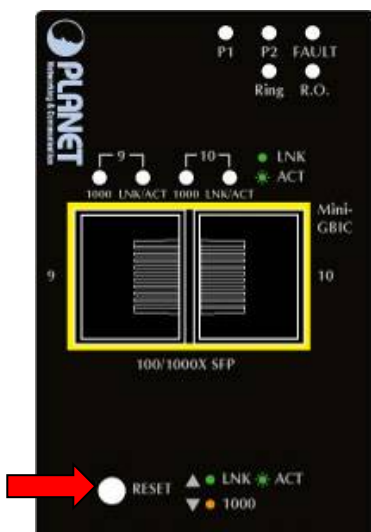 PLANET
Networking & Communication
P1 P2 FAULT
Ring R.O.
9 10 LNK
ACT
1000 LNK/ACT 1000 LNK/ACT
Mini-
GBIC
9 10
100/1000X SFP
RESET LNK ACT
1000